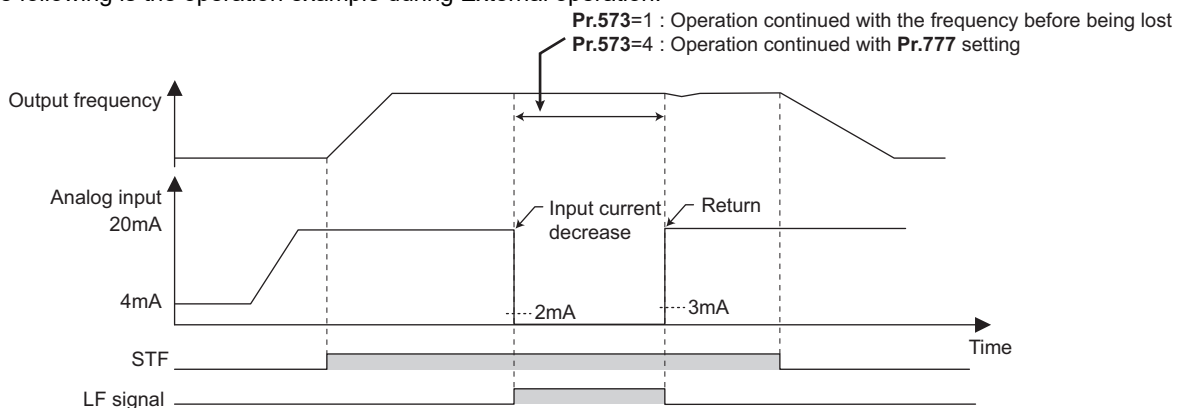 e following is the operation example during External operation.
Pr.573=1 : Operation continued with the frequency before being lost
Pr.573=4 : Operation continued with Pr.777 setting
Output frequency
Analog input
20mA
Input current
decrease
Return
4mA
2mA
3mA
Time
STF
LF signal